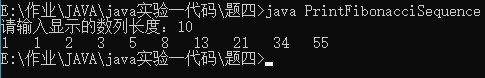 E:\作业\JAVA\java实验一代码\题四>java PrintFibonacciSequence
请输入显示的数列长度：10
1 1 2 3 5 8 13 21 34 55
E:\作业\JAVA\java实验一代码\题四>